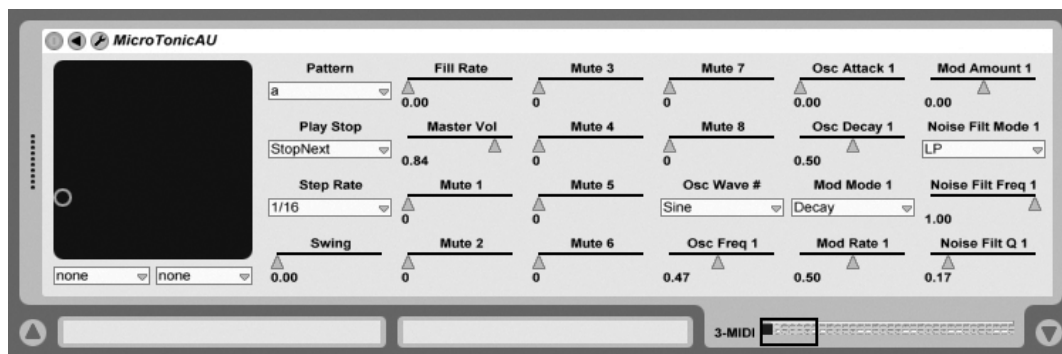 MicroTonicAU
Pattern
a
Fill Rate
0.00
Mute 3
0
Mute 7
0
Osc Attack 1
0.00
Mod Amount 1
0.00
Play Stop
StopNext
Master Vol
0.84
Mute 4
0
Mute 8
0
Osc Decay 1
0.50
Noise Filt Mode 1
LP
Step Rate
1/16
Mute 1
0
Mute 5
0
Osc Wave #
Sine
Mod Mode 1
Decay
Noise Filt Freq 1
1.00
Swing
0.00
Mute 2
0
Mute 6
0
Osc Freq 1
0.47
Mod Rate 1
0.50
Noise Filt Q 1
0.17
none
none
3-MIDI